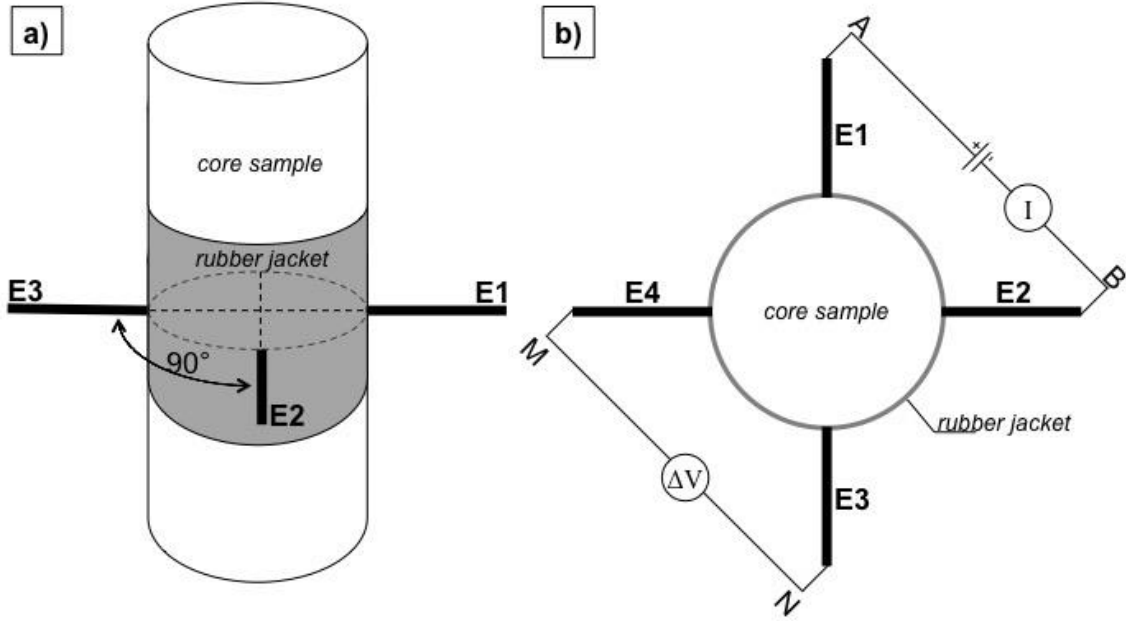 a)
core sample
rubber jacket
E3
E1
90°
E2
b)
A
E1
+
-
I
B
E4
E2
core sample
M
rubber jacket
ΔV
E3
N